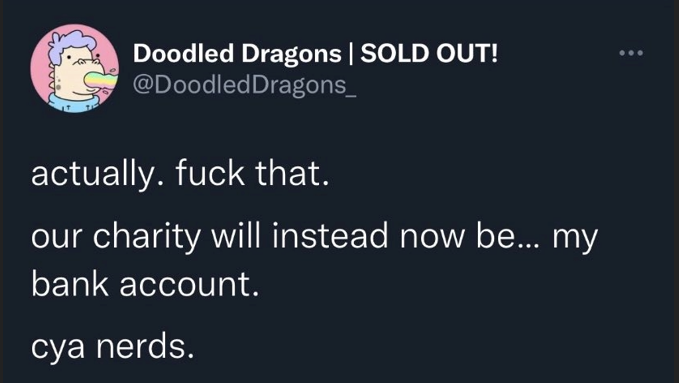 Doodled Dragons | SOLD OUT!
@DoodledDragons_
actually. fuck that.
our charity will instead now be... my
bank account.
cya nerds.